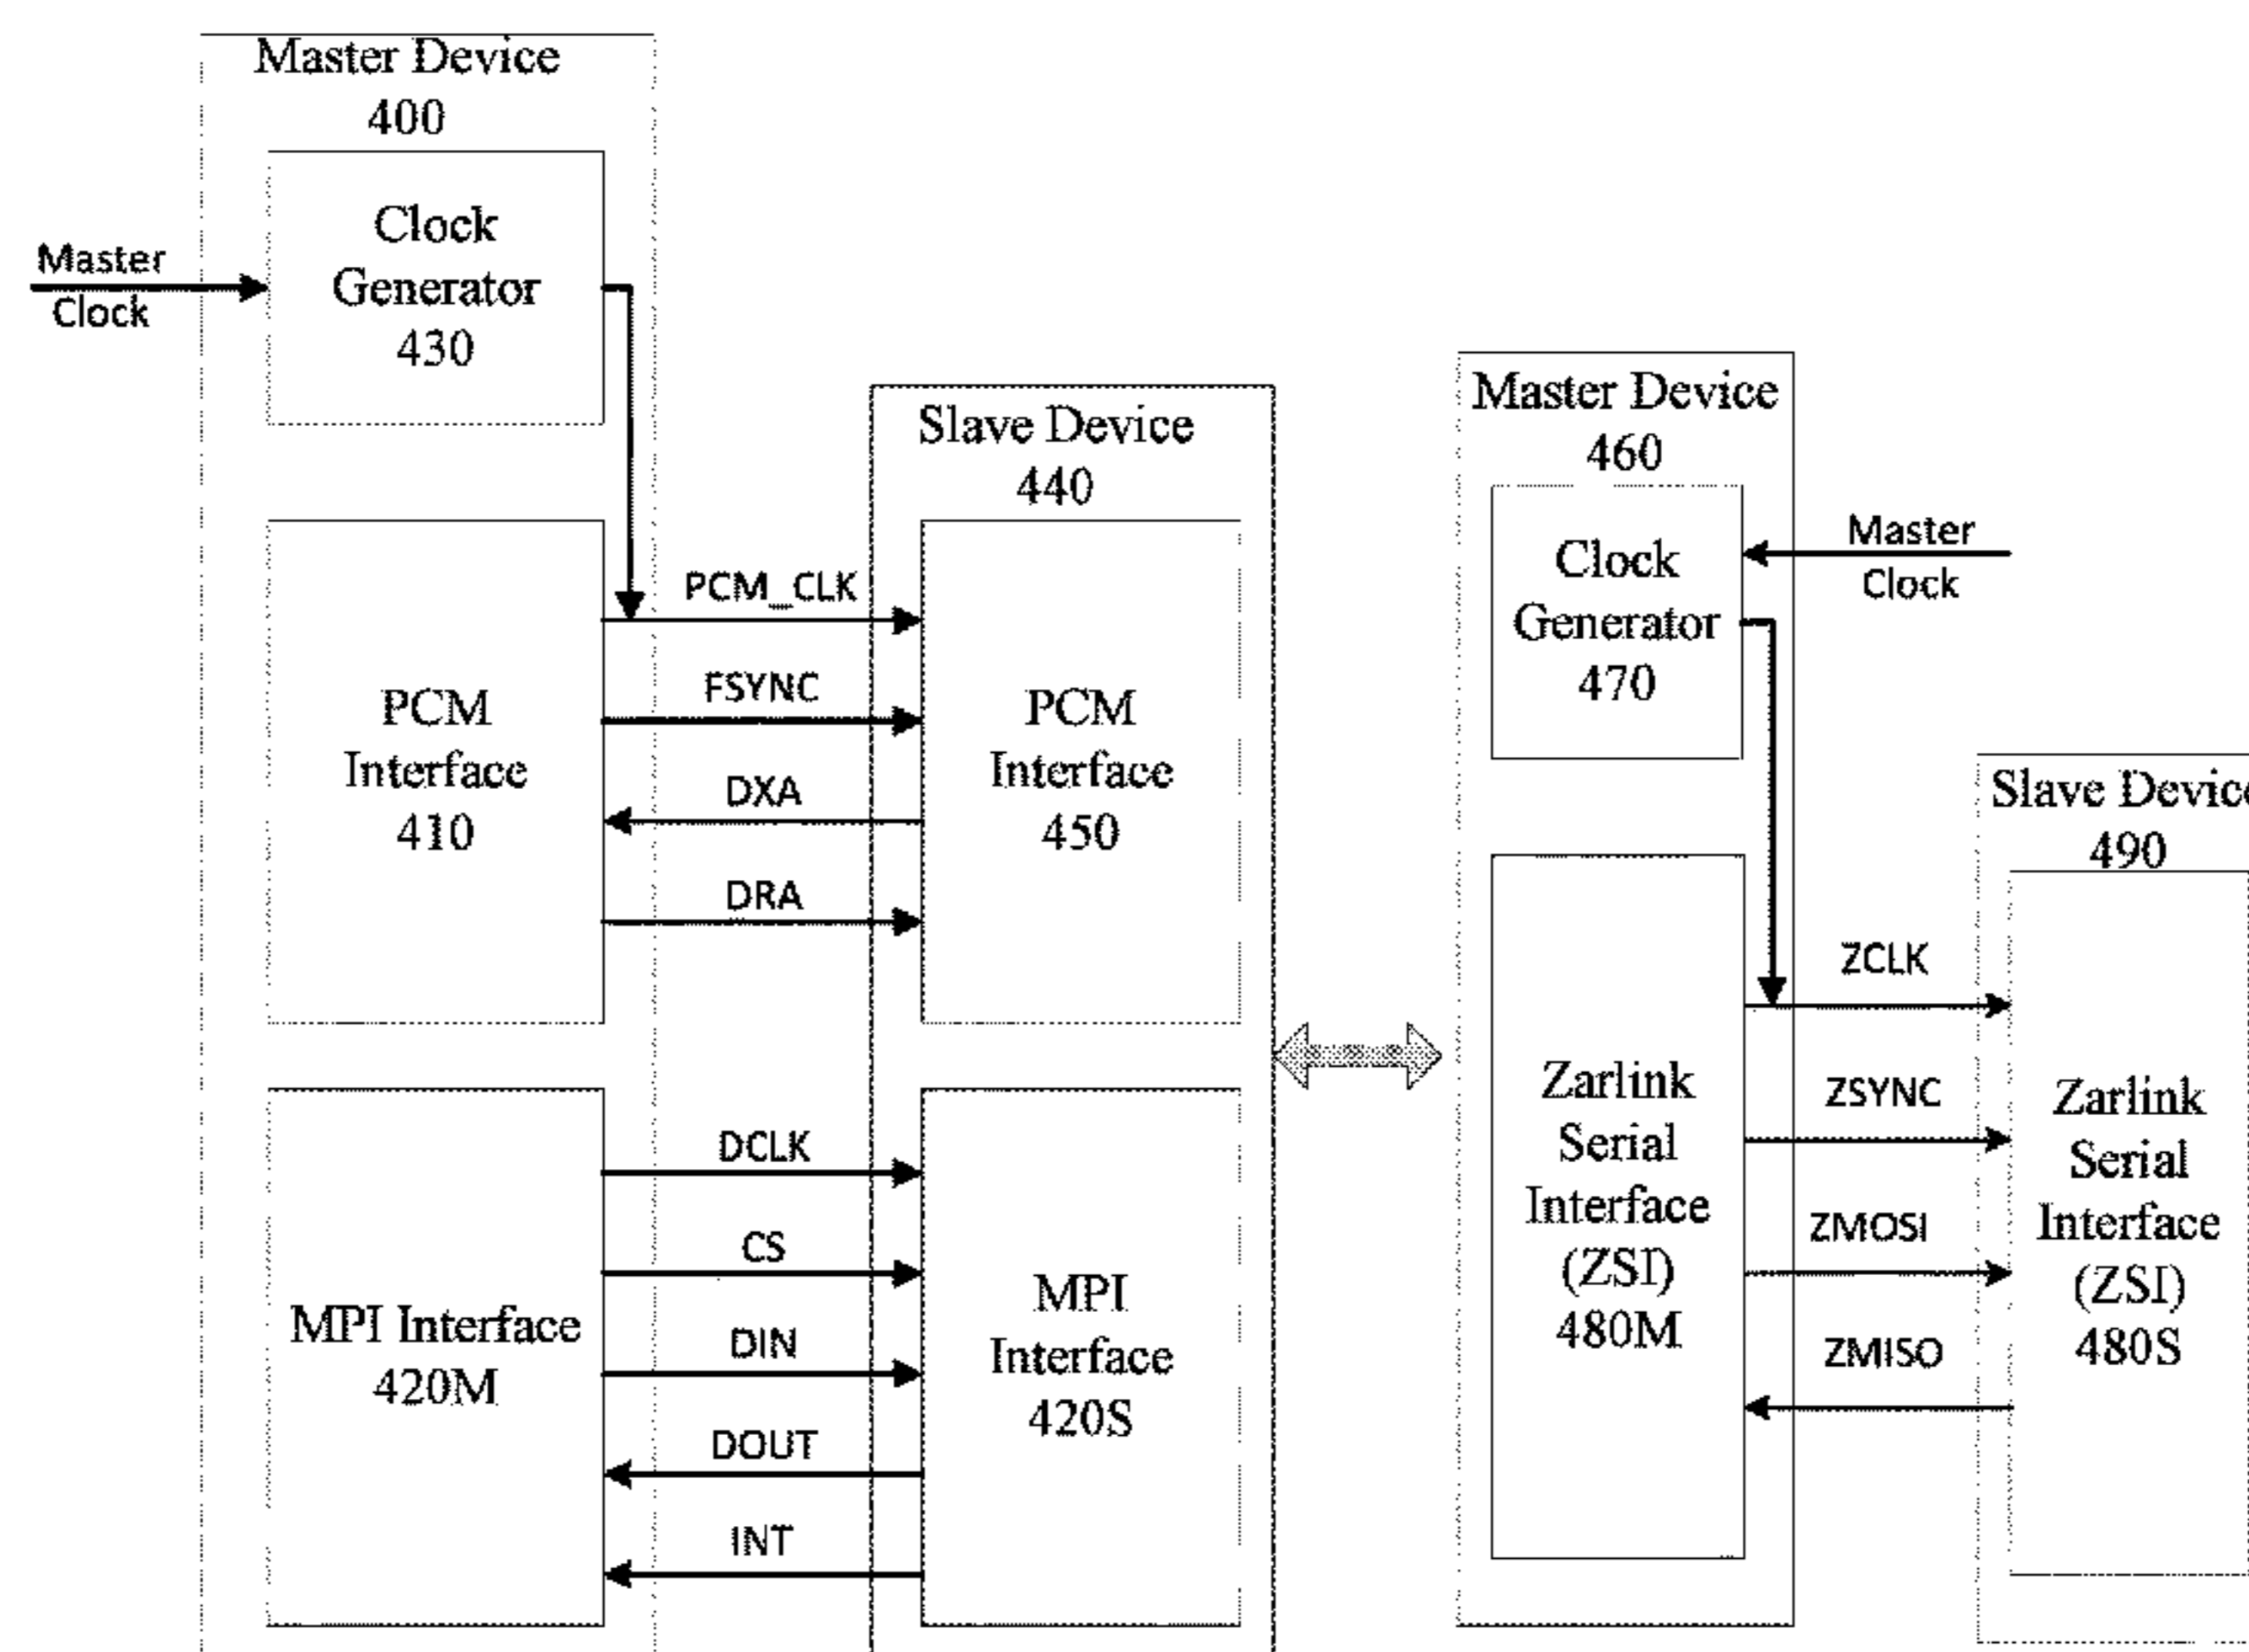 Master Device
400
Clock
Generator
430
Master
Clock
PCM
Interface
410
MPI Interface
420M
PCM_CLK
FSYNC
DXA
DRA
DCLK
CS
DIN
DOUT
INT
Slave Device
440
PCM
Interface
450
MPI
Interface
420S
Master Device
460
Clock
Generator
470
Master
Clock
Zarlink
Serial
Interface
(ZSI)
480M
ZCLK
ZSYNC
ZMOSI
ZMISO
Slave Device
490
Zarlink
Serial
Interface
(ZSI)
480S